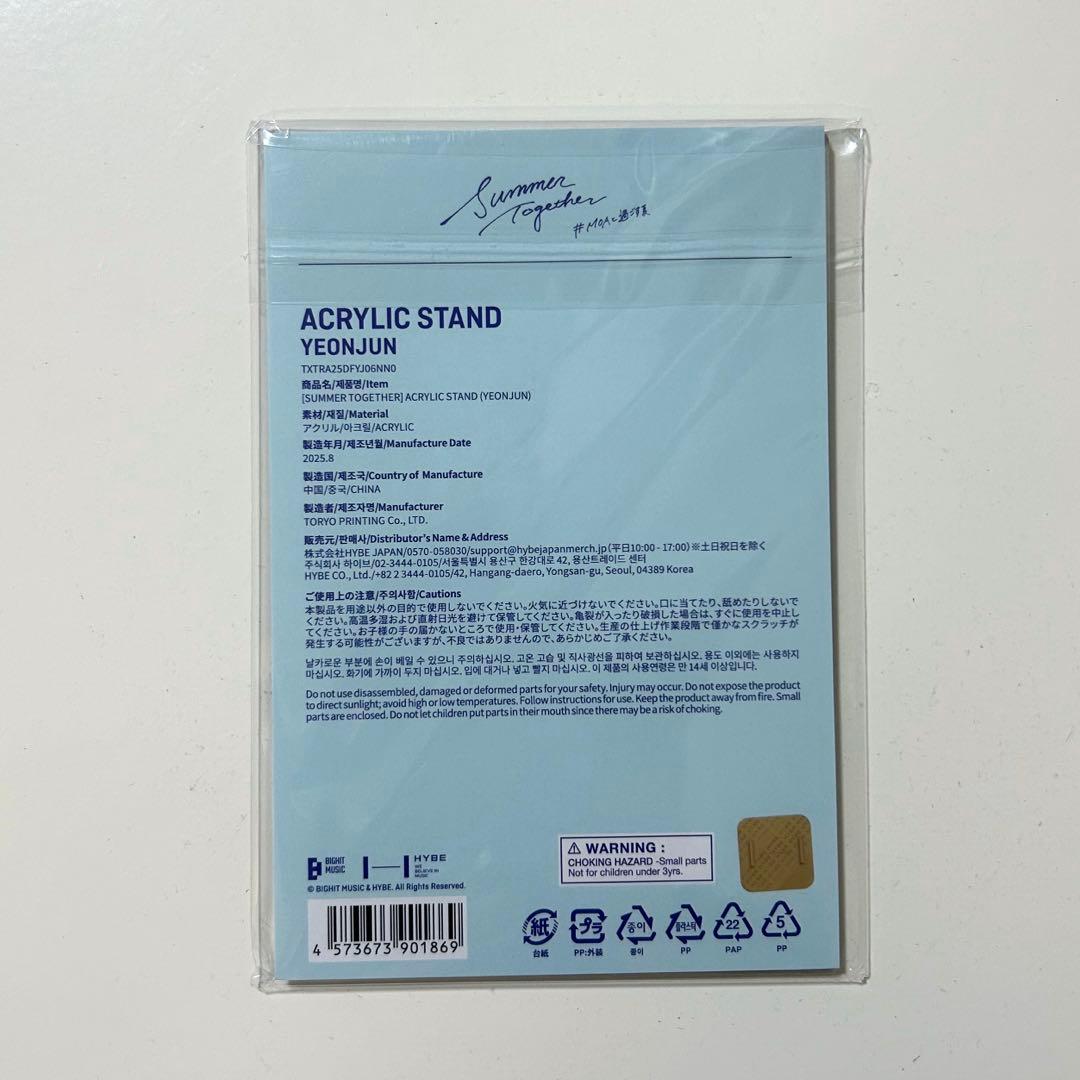 Summer
Together
#MOAと過ごす夏
ACRYLIC STAND
YEONJUN
TXTRA25DFYJ06NN0
商品名/제품명/Item
[SUMMER TOGETHER] ACRYLIC STAND (YEONJUN)
素材/재질/Material
アクリル/아크릴/ACRYLIC
製造年月/제조년월/Manufacture Date
2025.8
製造国/제조국/Country of Manufacture
中国/중국/CHINA
製造者/제조자명/Manufacturer
TORYO PRINTING Co., LTD.
販売元/판매사/Distributor's Name & Address
株式会社HYBE JAPAN/0570-058030/support@hybejapanmerch.jp(平日10:00 - 17:00)※土日祝日を除く
주식회사 하이브/02-3444-0105/서울특별시 용산구 한강대로 42, 용산트레이드 센터
HYBE CO., Ltd./+82 2 3444-0105/42, Hangang-daero, Yongsan-gu, Seoul, 04389 Korea
ご使用上の注意/주의사항/Cautions
本製品を用途以外の目的で使用しないでください。火気に近づけないでください。口に当てたり、舐めたりしないで
ください。高温多湿および直射日光を避けて保管してください。亀裂が入ったり破損した場合は、すぐに使用を中止し
てください。お子様の手の届かないところで使用・保管してください。生産の仕上げ作業段階で僅かなスクラッチが
発生する可能性がございますが、不良ではありませんので、あらかじめご了承ください。
날카로운 부분에 손이 베일 수 있으니 주의하십시오. 고온 고습 및 직사광선을 피하여 보관하십시오. 용도 이외에는 사용하지
마십시오. 화기에 가까이 두지 마십시오. 입에 대거나 넣고 빨지 마십시오. 이 제품의 사용연령은 만 14세 이상입니다.
Do not use disassembled, damaged or deformed parts for your safety. Injury may occur. Do not expose the product
to direct sunlight; avoid high or low temperatures. Follow instructions for use. Keep the product away from fire. Small
parts are enclosed. Do not let children put parts in their mouth since there may be a risk of choking.
BIGHIT
MUSIC
HYBE
WE
BELIEVE IN
MUSIC
© BIGHIT MUSIC & HYBE. All Rights Reserved.
WARNING :
CHOKING HAZARD -Small parts
Not for children under 3yrs.
4 573673 901869
紙
台紙
プラ
PP:外装
종이
종이
플라스틱
PP
22
PAP
5
PP